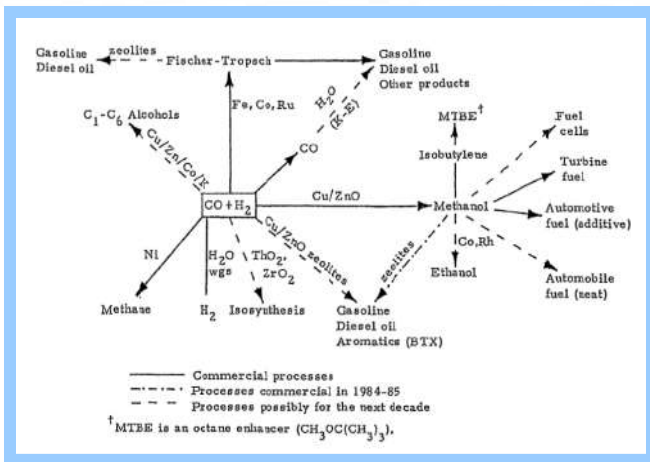 Gasoline
Diesel oil
zeolites
Fischer-Tropsch
Gasoline
Diesel oil
Other products
C1-C6 Alcohols
Fe, Co, Ru
H2O
(K-E)
MTBE†
Fuel
cells
Cu/Zn/Co/K
CO
Isobutylene
Turbine
fuel
CO+H2
Cu/ZnO
Methanol
Automotive
fuel (additive)
Ni
H2O
wgs
ThO2,
ZrO2
Cu/ZnO zeolites
zeolites
Co, Rh
Ethanol
Automobile
fuel (neat)
Methane
H2
Isosynthesis
Gasoline
Diesel oil
Aromatics (BTX)
Commercial processes
Processes commercial in 1984-85
Processes possibly for the next decade
†MTBE is an octane enhancer (CH3OC(CH3)3).